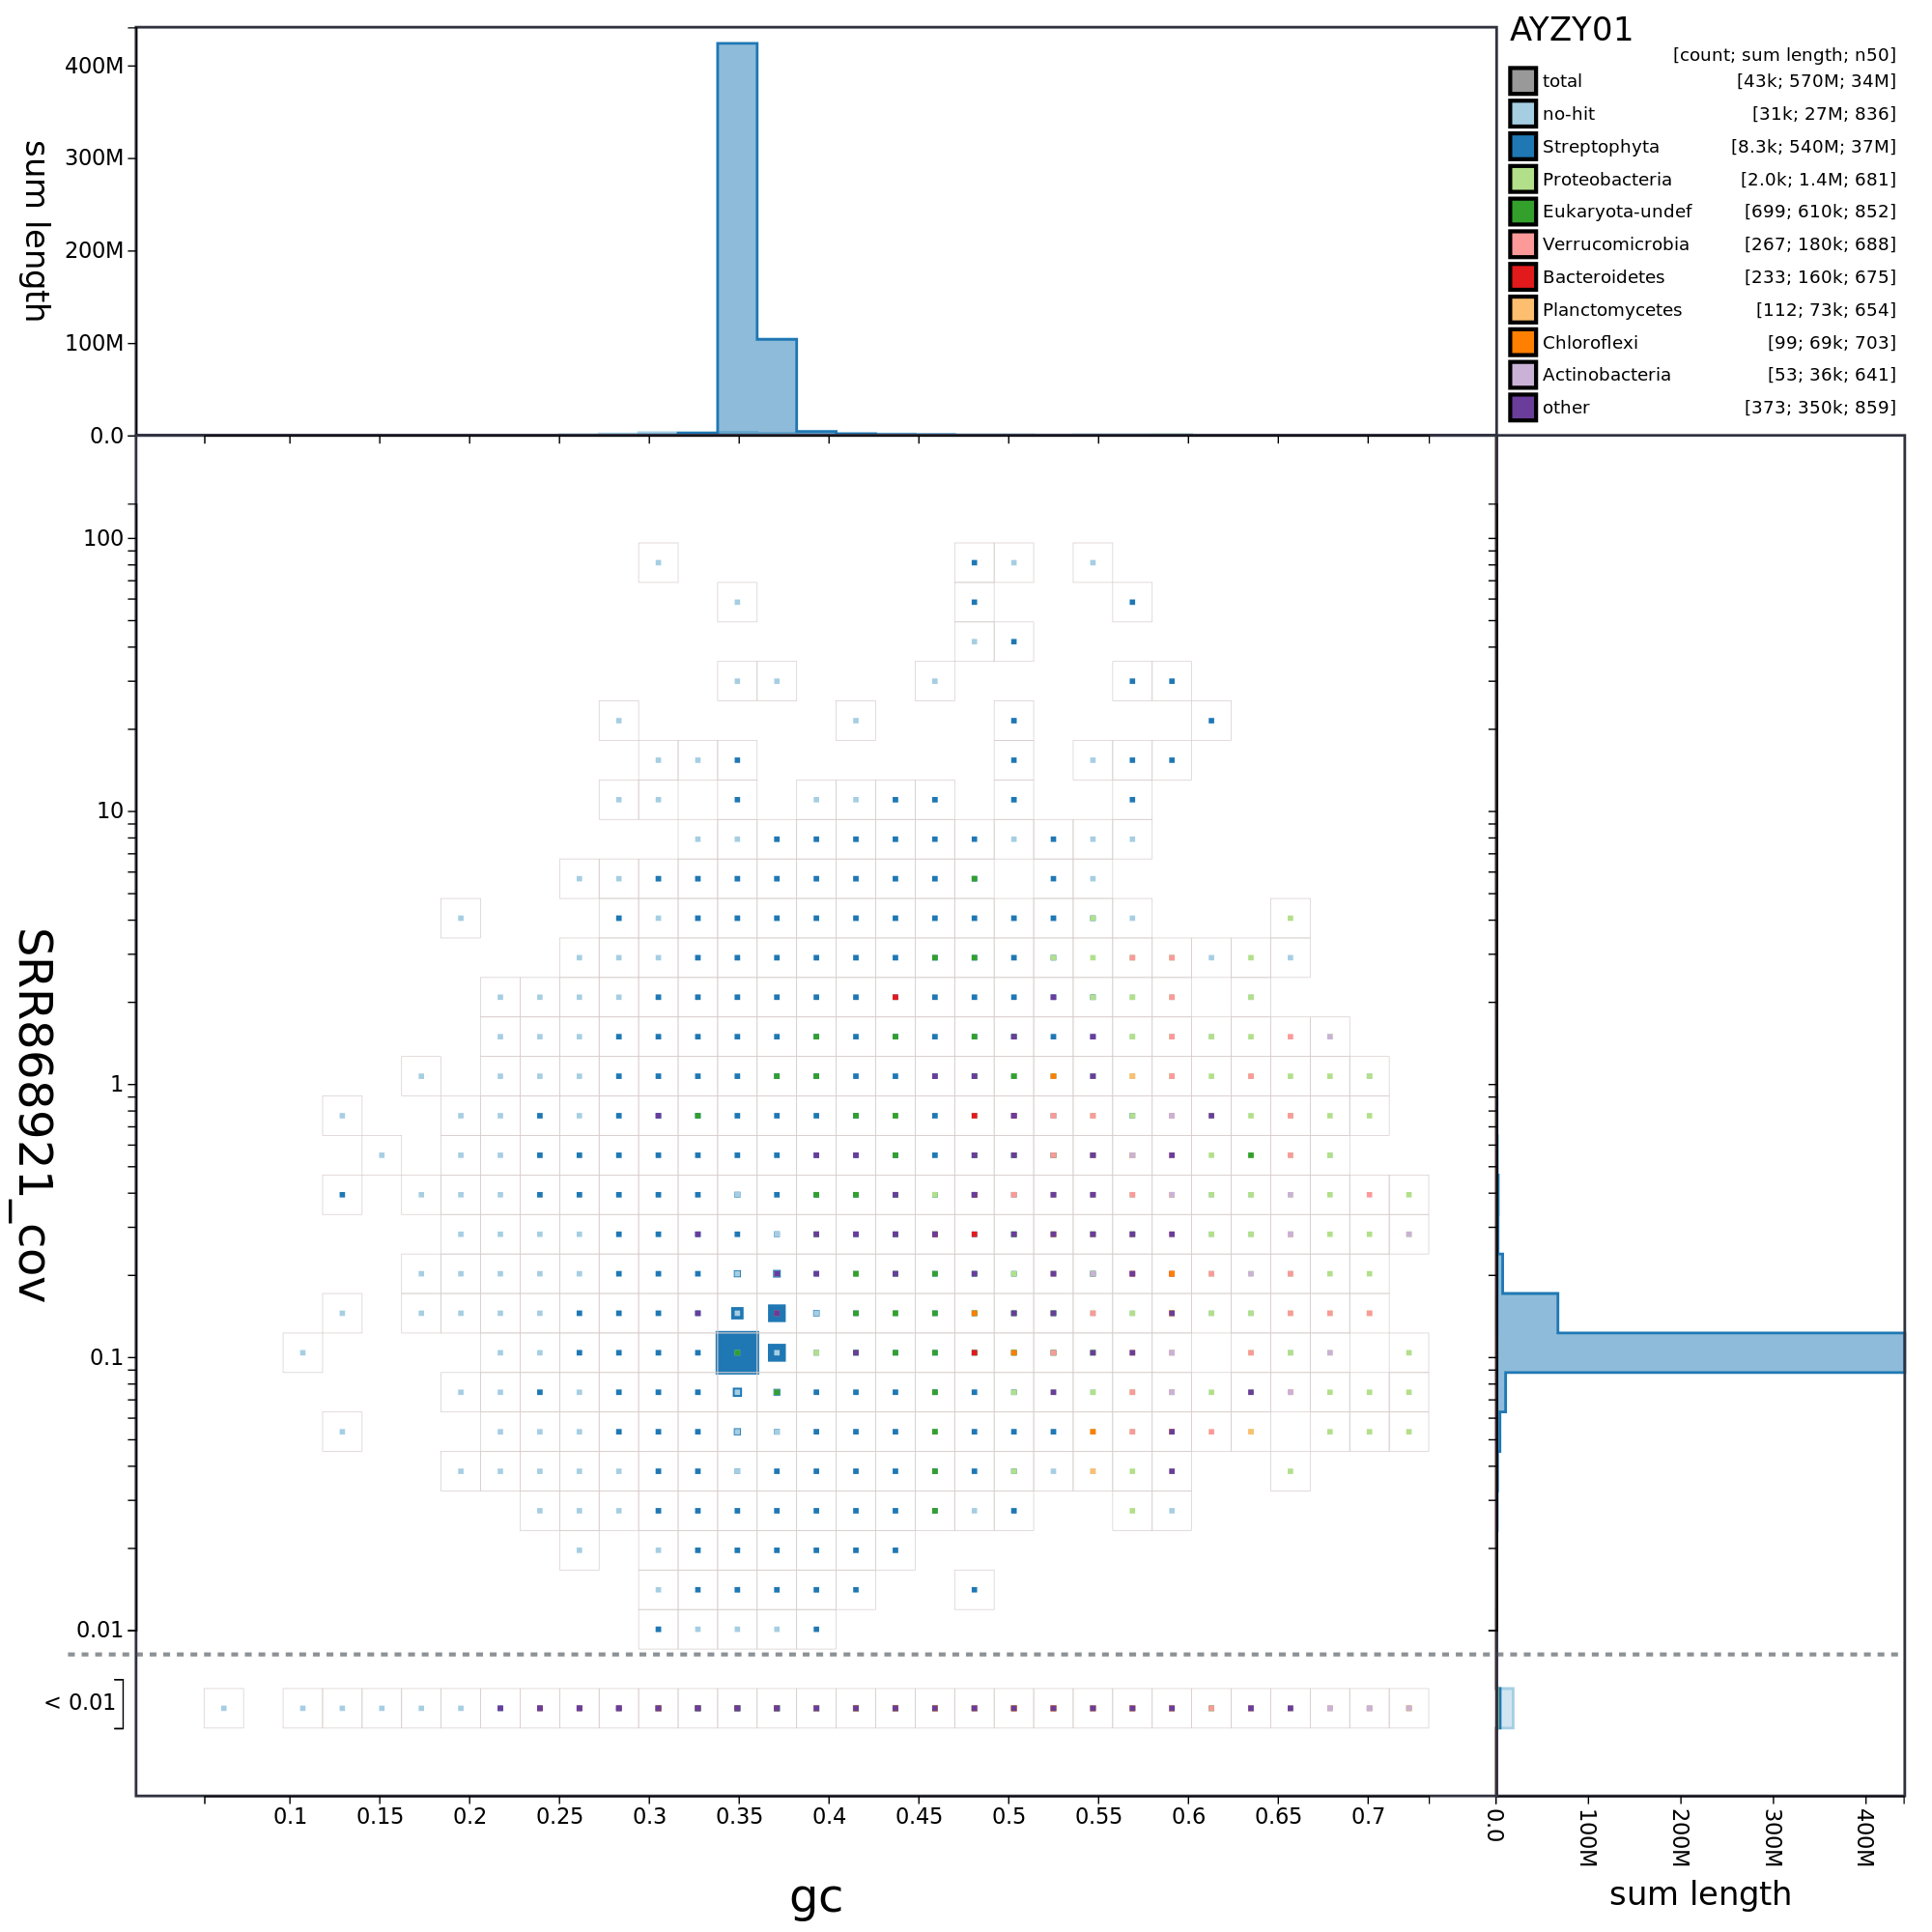 AYZY01
[count; sum length; n50]
total [43k; 570M; 34M]
no-hit [31k; 27M; 836]
Streptophyta [8.3k; 540M; 37M]
Proteobacteria [2.0k; 1.4M; 681]
Eukaryota-undef [699; 610k; 852]
Verrucomicrobia [267; 180k; 688]
Bacteroidetes [233; 160k; 675]
Planctomycetes [112; 73k; 654]
Chloroflexi [99; 69k; 703]
Actinobacteria [53; 36k; 641]
other [373; 350k; 859]
sum length
400M
300M
200M
100M
0.0
SRR868921_cov
100
10
1
0.1
0.01
< 0.01
0.1 0.15 0.2 0.25 0.3 0.35 0.4 0.45 0.5 0.55 0.6 0.65 0.7
gc
0.0 100M 200M 300M 400M
sum length